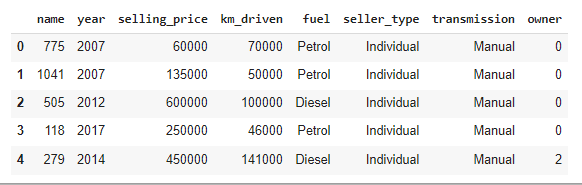 name year selling_price km_driven fuel seller_type transmission owner
0 775 2007 60000 70000 Petrol Individual Manual 0
1 1041 2007 135000 50000 Petrol Individual Manual 0
2 505 2012 600000 100000 Diesel Individual Manual 0
3 118 2017 250000 46000 Petrol Individual Manual 0
4 279 2014 450000 141000 Diesel Individual Manual 2